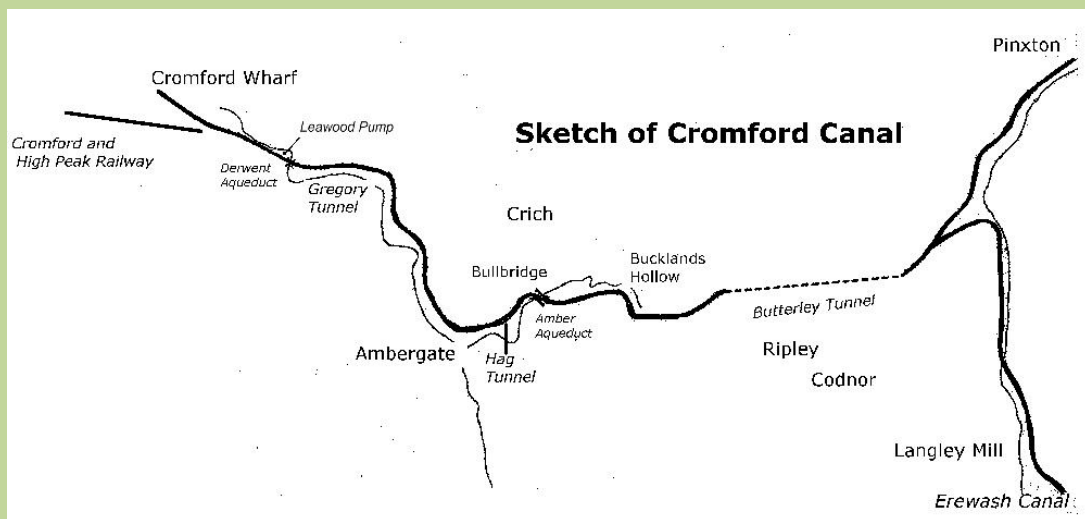 Pinxton
Cromford Wharf
Sketch of Cromford Canal
Leawood Pump
Cromford and
High Peak Railway
Derwent
Aqueduct
Gregory
Tunnel
Crich
Bullbridge
Bucklands
Hollow
Amber
Aqueduct
Butterley Tunnel
Ambergate
Hag
Tunnel
Ripley
Codnor
Langley Mill
Erewash Canal